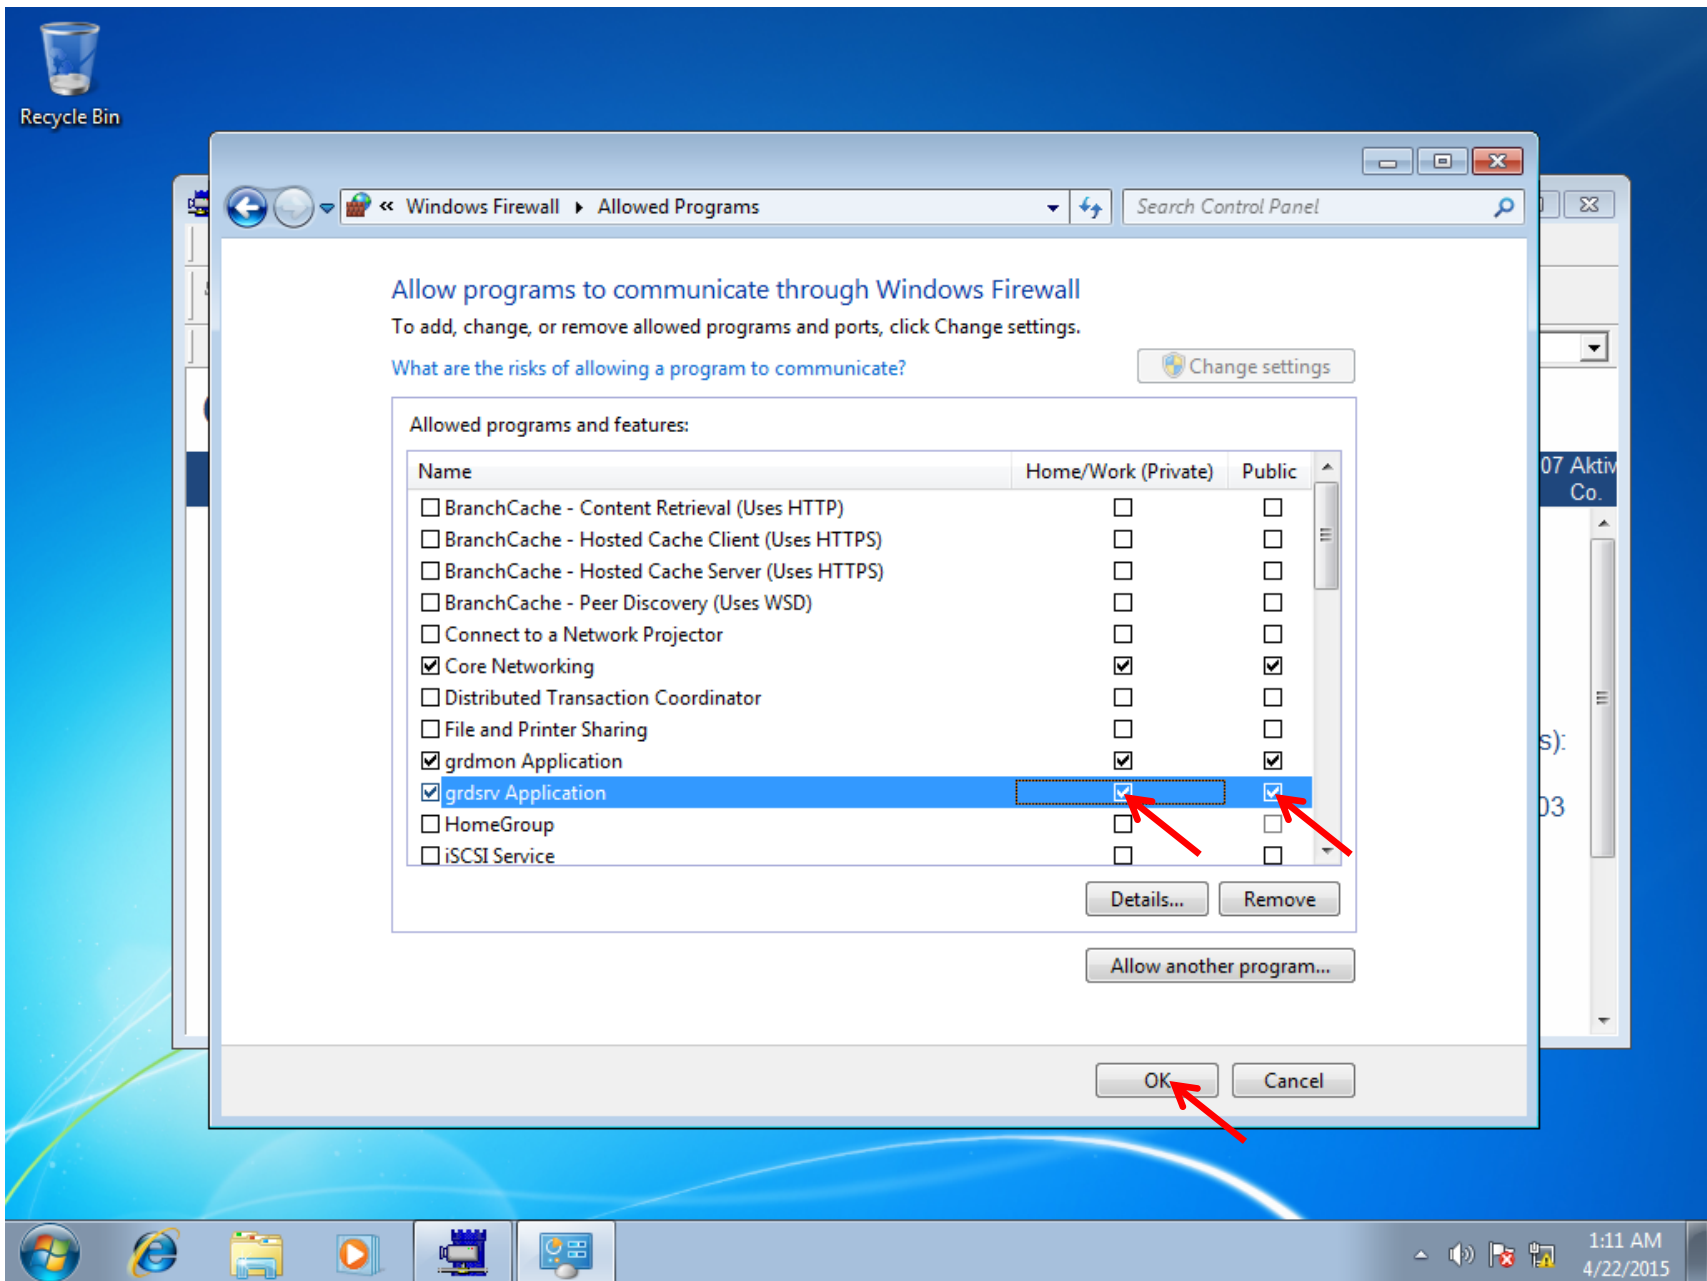 Recycle Bin
« Windows Firewall ▸ Allowed Programs
Search Control Panel
Allow programs to communicate through Windows Firewall
To add, change, or remove allowed programs and ports, click Change settings.
What are the risks of allowing a program to communicate?
Change settings
Allowed programs and features:
Name Home/Work (Private) Public
BranchCache - Content Retrieval (Uses HTTP)
BranchCache - Hosted Cache Client (Uses HTTPS)
BranchCache - Hosted Cache Server (Uses HTTPS)
BranchCache - Peer Discovery (Uses WSD)
Connect to a Network Projector
Core Networking
Distributed Transaction Coordinator
File and Printer Sharing
grdmon Application
grdsrv Application
HomeGroup
iSCSI Service
Details... Remove
Allow another program...
OK Cancel
07 Aktiv
Co.
s):
03
1:11 AM
4/22/2015